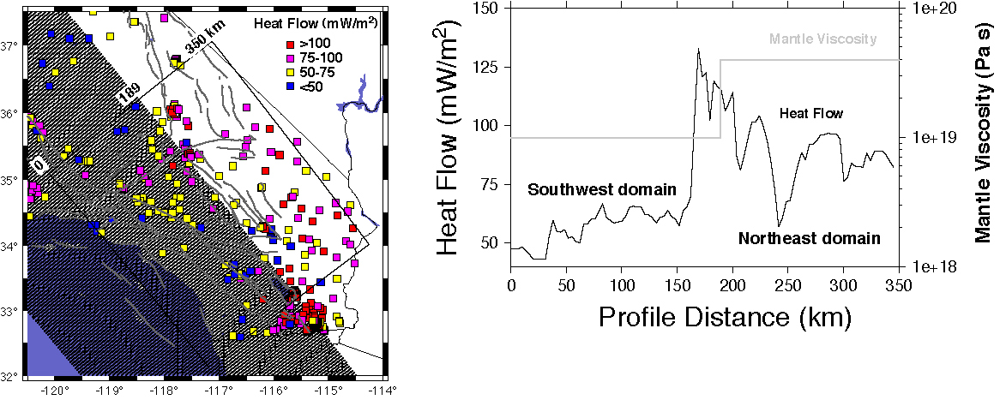 Heat Flow (mW/m²)
>100
75-100
50-75
<50
350 km
189
0
37°
36°
35°
34°
33°
32°
-120° -119° -118° -117° -116° -115° -114°
Heat Flow (mW/m²)
150
125
100
75
50
Mantle Viscosity
Heat Flow
Southwest domain
Northeast domain
0 50 100 150 200 250 300 350
Profile Distance (km)
1e+20
1e+19
1e+18
Mantle Viscosity (Pa s)